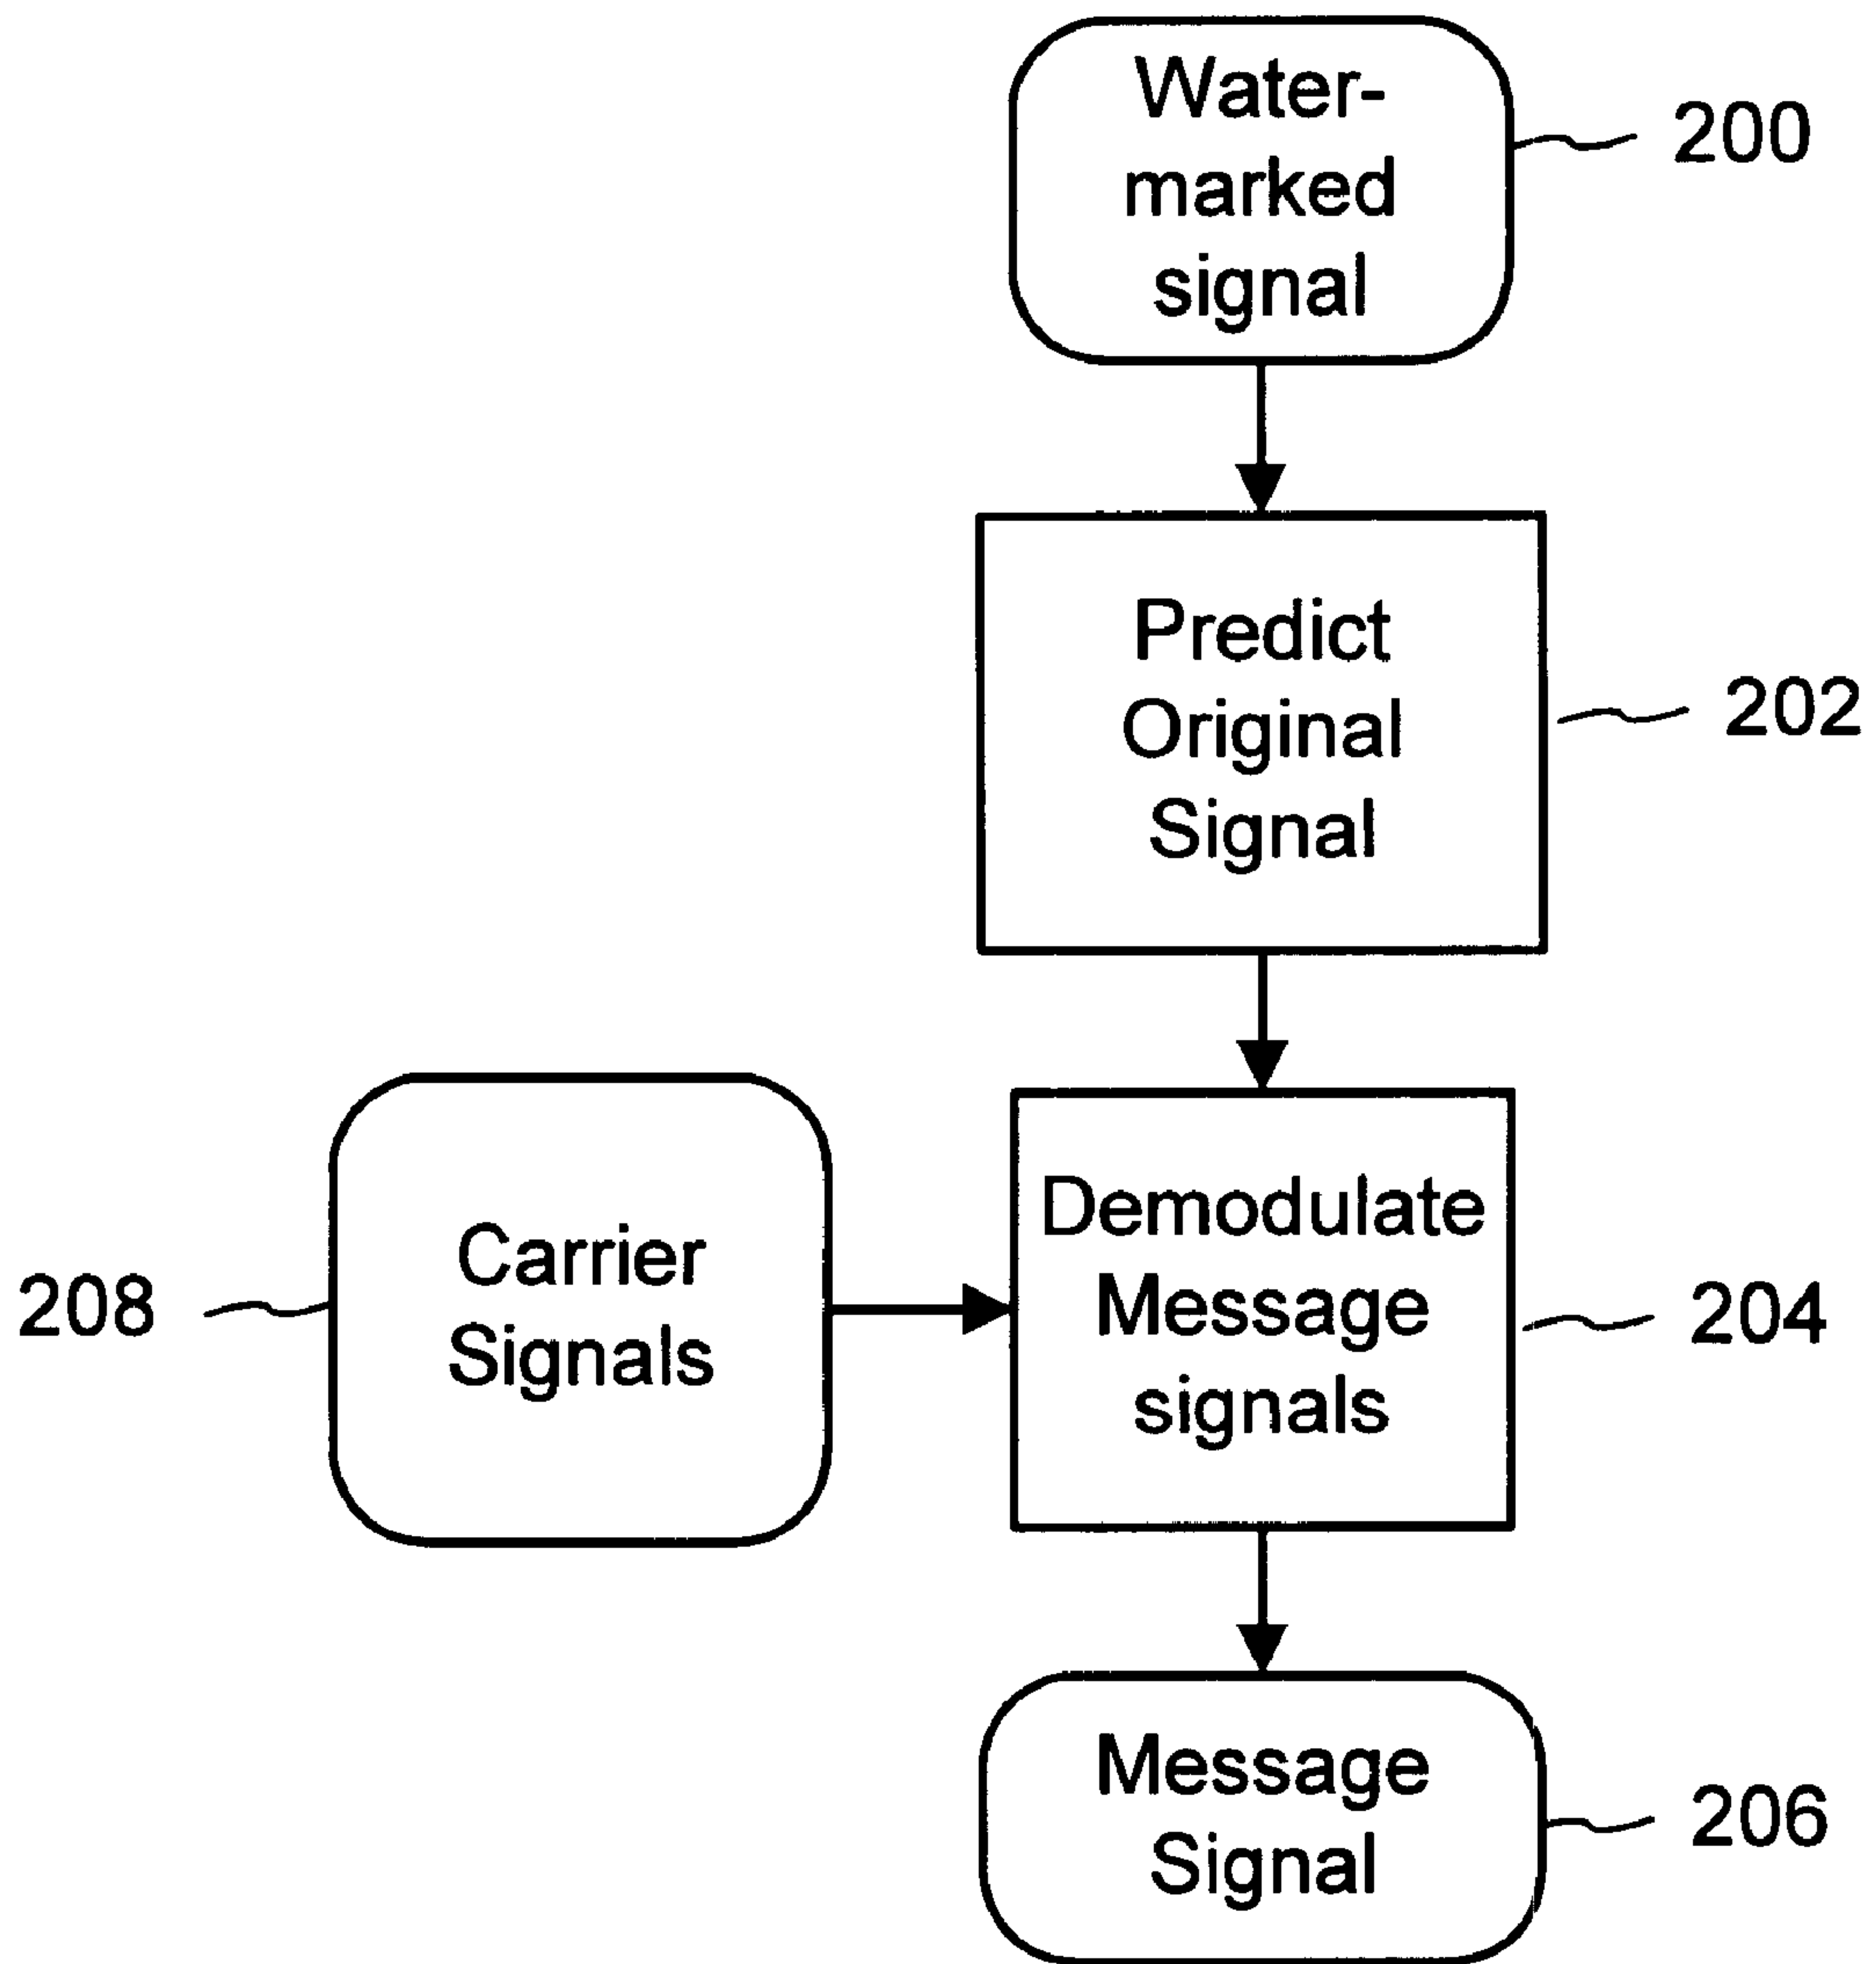 Water-
marked
signal
200
Predict
Original
Signal
202
Carrier
Signals
208
Demodulate
Message
signals
204
Message
Signal
206